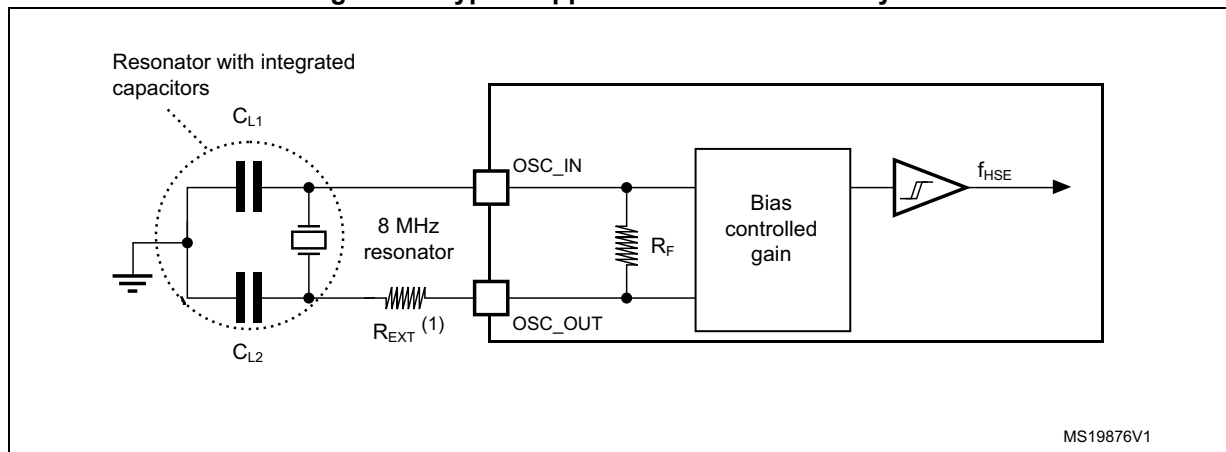 Resonator with integrated
capacitors
CL1
OSC_IN
fHSE
8 MHz
resonator
RF
Bias
controlled
gain
REXT (1)
OSC_OUT
CL2
MS19876V1